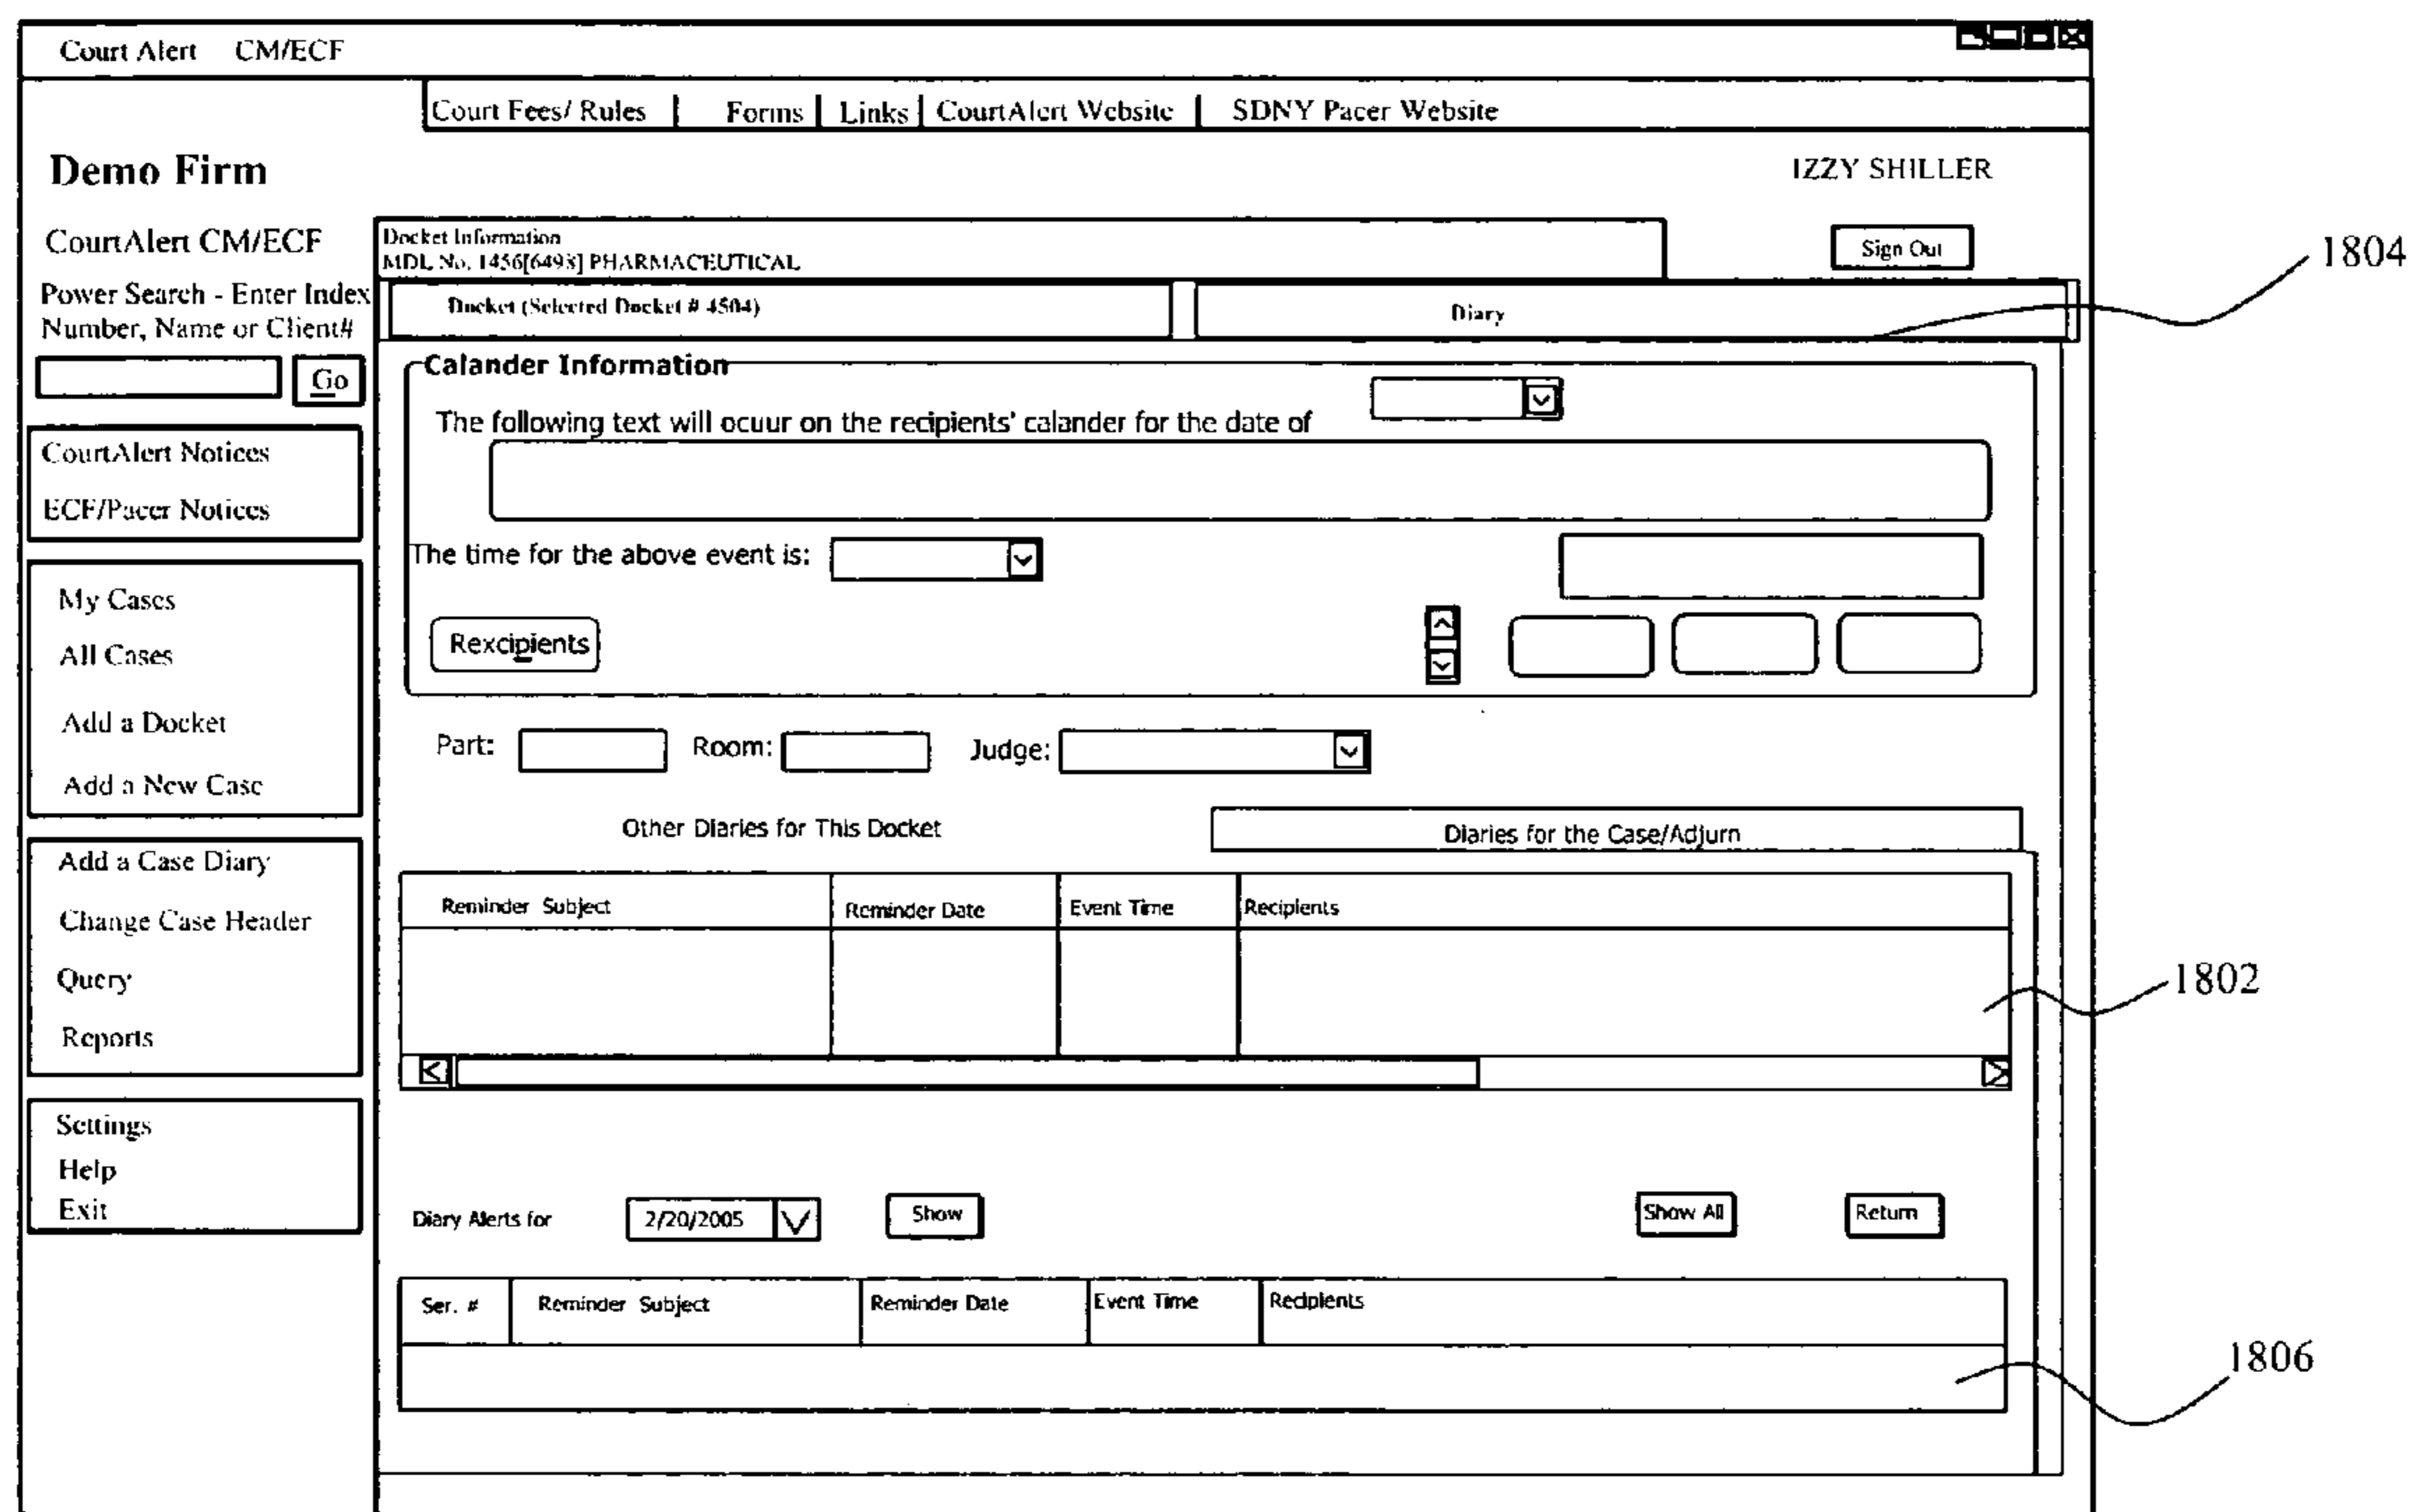 Court Alert CM/ECF
Court Fees/ Rules | Forms | Links | CourtAlert Website | SDNY Pacer Website
Demo Firm
IZZY SHILLER
CourtAlert CM/ECF
Docket Information
MDL No. 1456[6498] PHARMACEUTICAL
Sign Out
1804
Power Search - Enter Index
Number, Name or Client#
Go
Docket (Selected Docket # 4504)
Diary
CourtAlert Notices
ECF/Pacer Notices
My Cases
All Cases
Add a Docket
Add a New Case
Add a Case Diary
Change Case Header
Query
Reports
Settings
Help
Exit
Calander Information
The following text will ocuur on the recipients' calander for the date of
The time for the above event is:
Rexcipients
Part:
Room:
Judge:
Other Diaries for This Docket
Diaries for the Case/Adjurn
Reminder Subject
Reminder Date
Event Time
Recipients
1802
Diary Alerts for
2/20/2005
Show
Show All
Return
Ser. #
Reminder Subject
Reminder Date
Event Time
Recipients
1806